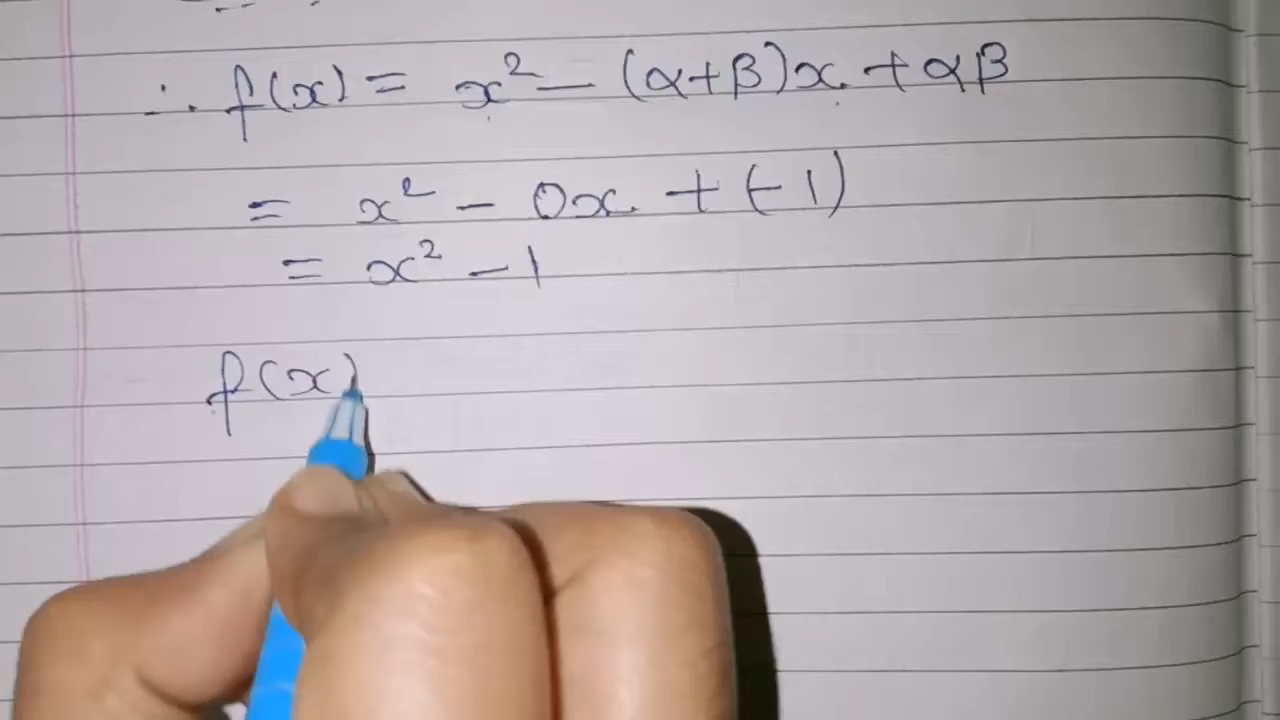 ∴ f(x) = x² - (α+β)x + αβ
= x² - 0x + (-1)
= x² - 1
f(x)